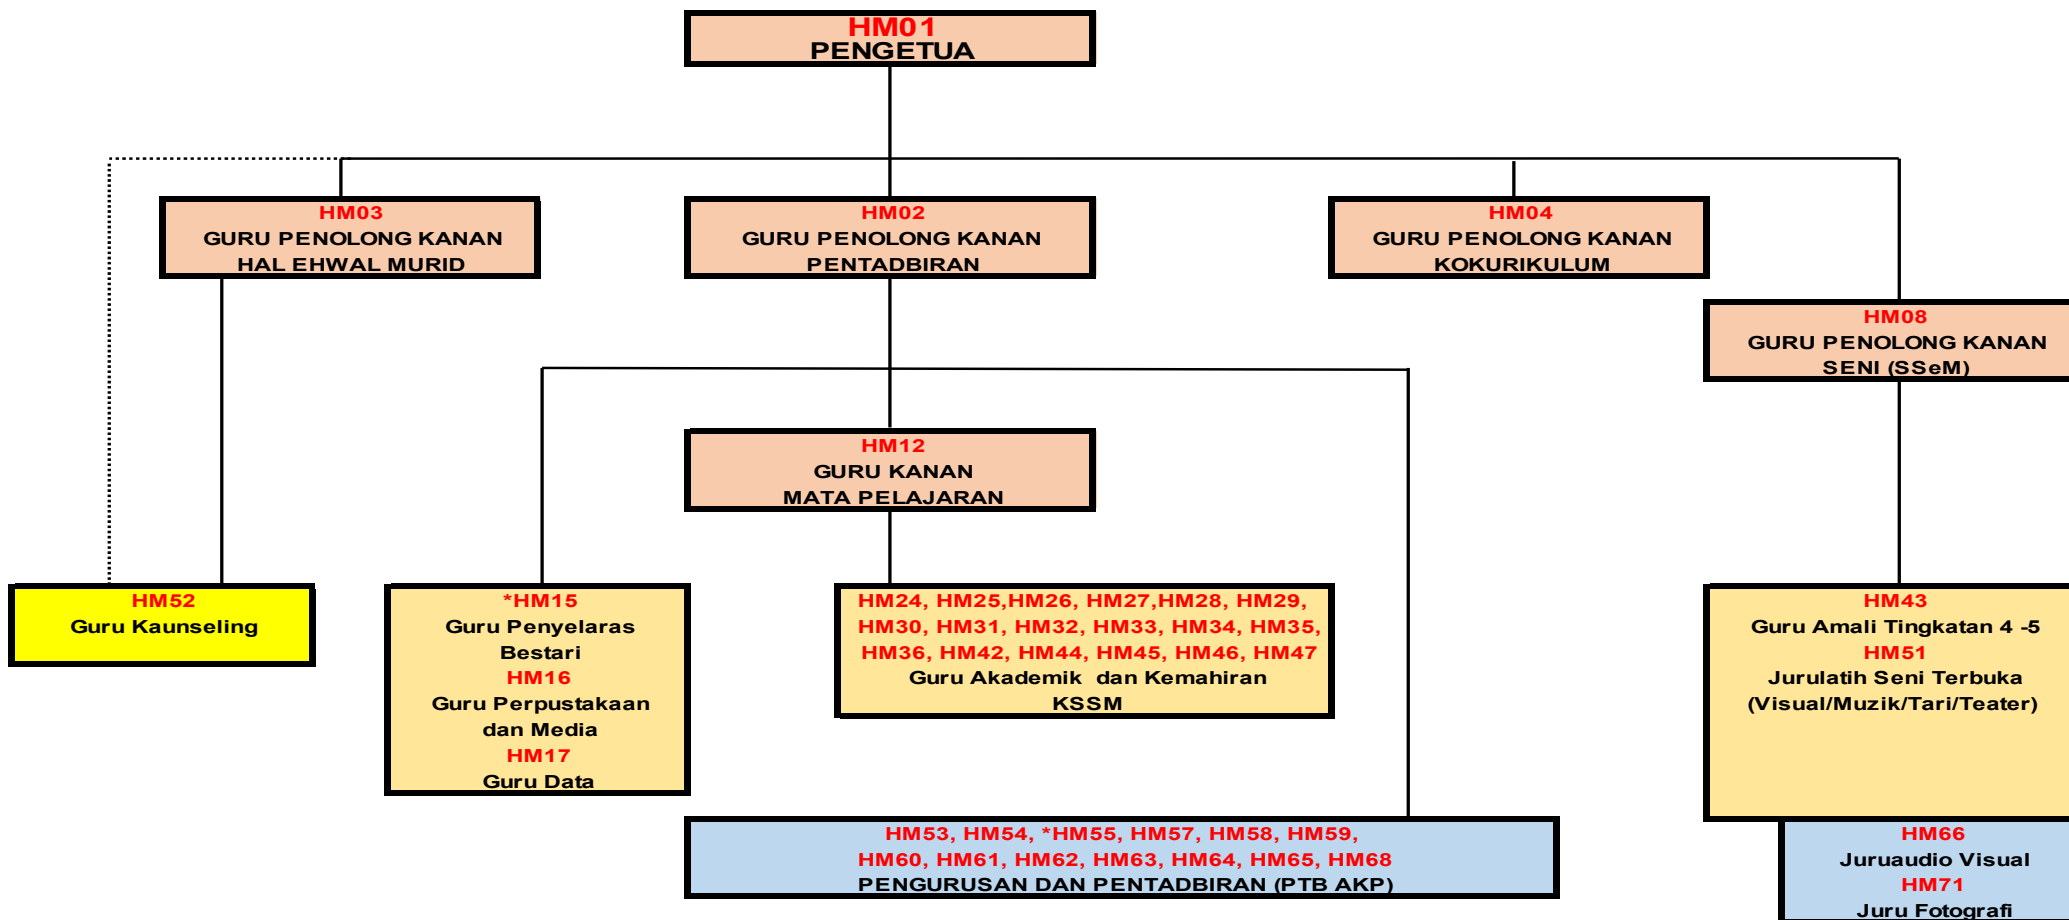 HM01
PENGETUA
HM03
GURU PENOLONG KANAN
HAL EHWAL MURID
HM02
GURU PENOLONG KANAN
PENTADBIRAN
HM04
GURU PENOLONG KANAN
KOKURIKULUM
HM08
GURU PENOLONG KANAN
SENI (SSeM)
HM12
GURU KANAN
MATA PELAJARAN
HM52
Guru Kaunseling
*HM15
Guru Penyelaras
Bestari
HM16
Guru Perpustakaan
dan Media
HM17
Guru Data
HM24, HM25,HM26, HM27,HM28, HM29,
HM30, HM31, HM32, HM33, HM34, HM35,
HM36, HM42, HM44, HM45, HM46, HM47
Guru Akademik  dan Kemahiran
KSSM
HM43
Guru Amali Tingkatan 4 -5
HM51
Jurulatih Seni Terbuka
(Visual/Muzik/Tari/Teater)
HM53, HM54, *HM55, HM57, HM58, HM59,
HM60, HM61, HM62, HM63, HM64, HM65, HM68
PENGURUSAN DAN PENTADBIRAN (PTB AKP)
HM66
Juruaudio Visual
HM71
Juru Fotografi